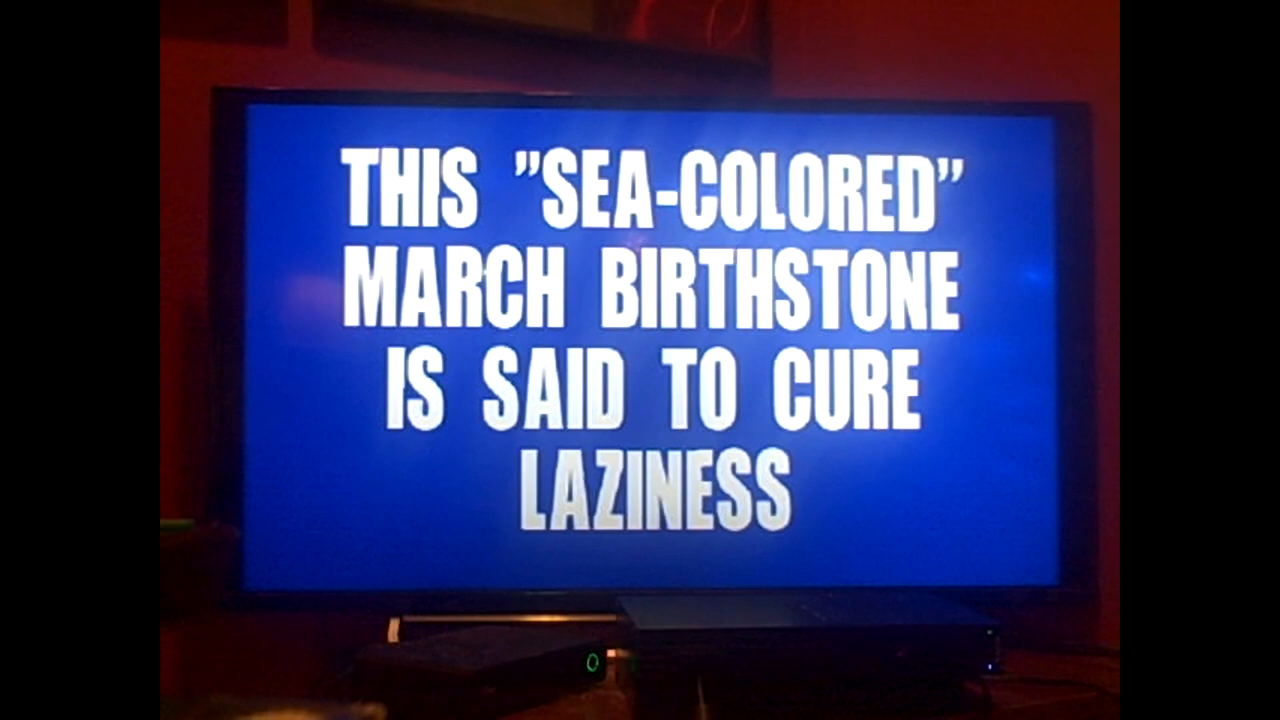 THIS "SEA-COLORED"
MARCH BIRTHSTONE
IS SAID TO CURE
LAZINESS